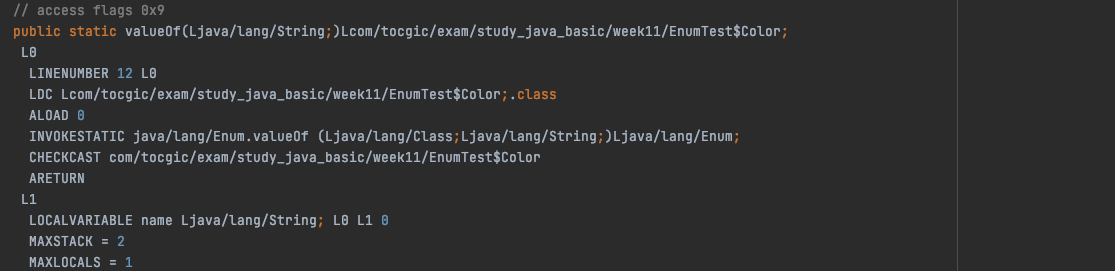 // access flags 0x9
public static valueOf(Ljava/lang/String;)Lcom/tocgic/exam/study_java_basic/week11/EnumTest$Color;
L0
LINENUMBER 12 L0
LDC Lcom/tocgic/exam/study_java_basic/week11/EnumTest$Color;.class
ALOAD 0
INVOKESTATIC java/lang/Enum.valueOf (Ljava/lang/Class;Ljava/lang/String;)Ljava/lang/Enum;
CHECKCAST com/tocgic/exam/study_java_basic/week11/EnumTest$Color
ARETURN
L1
LOCALVARIABLE name Ljava/lang/String; L0 L1 0
MAXSTACK = 2
MAXLOCALS = 1